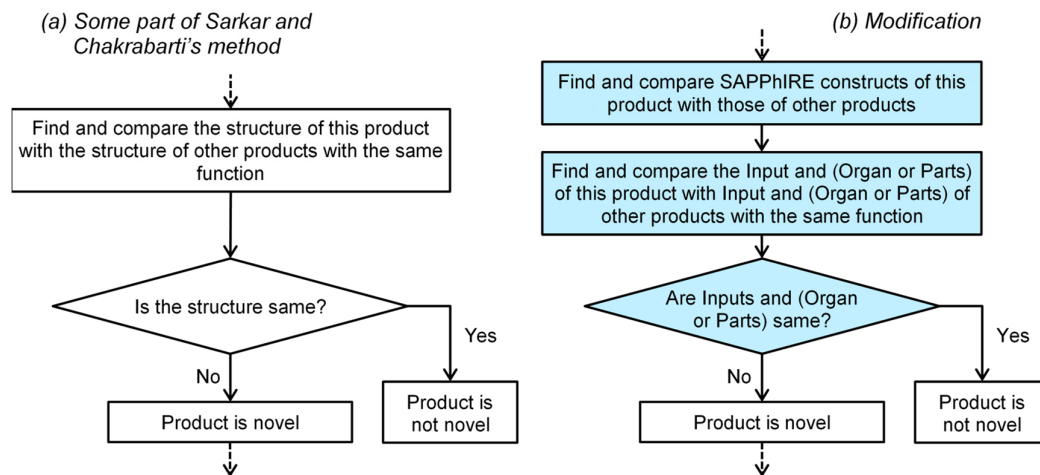 (a) Some part of Sarkar and
Chakrabarti's method
Find and compare the structure of this product
with the structure of other products with the same
function
Is the structure same?
Yes
No
Product is novel
Product is
not novel
(b) Modification
Find and compare SAPPhIRE constructs of this
product with those of other products
Find and compare the Input and (Organ or Parts)
of this product with Input and (Organ or Parts) of
other products with the same function
Are Inputs and (Organ
or Parts) same?
Yes
No
Product is novel
Product is
not novel